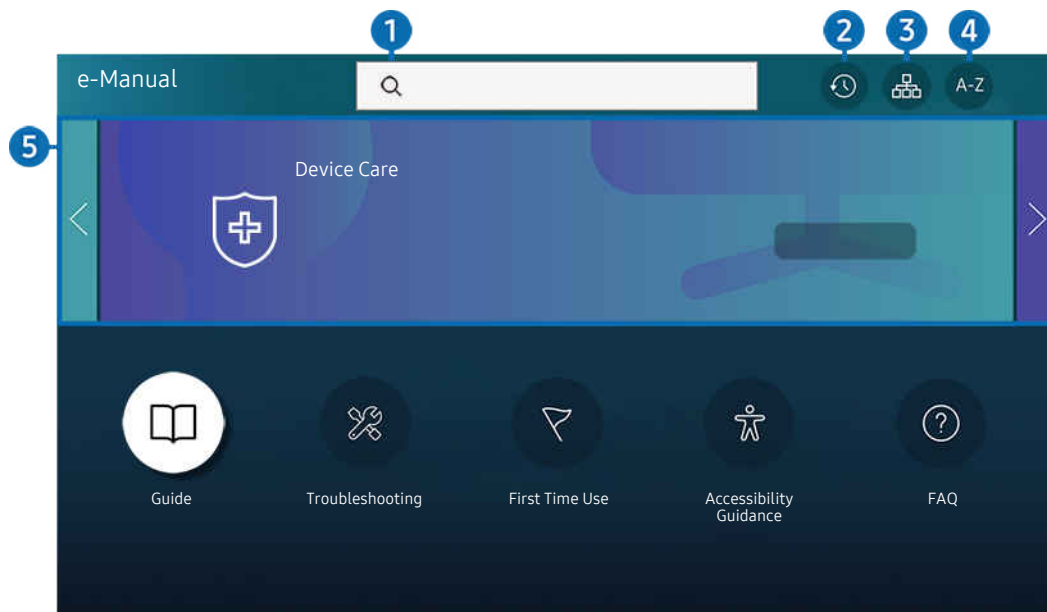 1
2
3
4
e-Manual
A-Z
5
Device Care
Guide
Troubleshooting
First Time Use
Accessibility
Guidance
FAQ